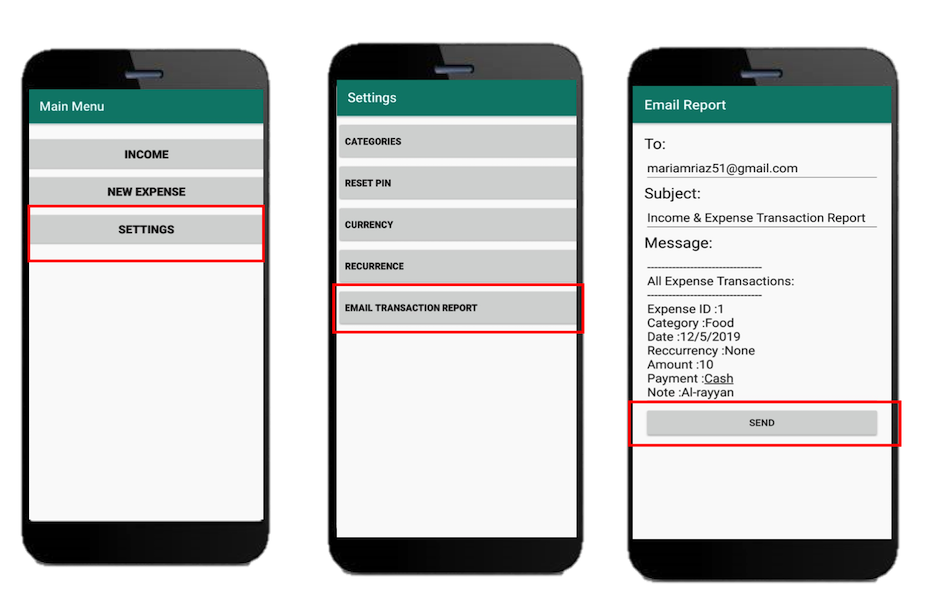 Main Menu
INCOME
NEW EXPENSE
SETTINGS
Settings
CATEGORIES
RESET PIN
CURRENCY
RECURRENCE
EMAIL TRANSACTION REPORT
Email Report
To:
mariamriaz51@gmail.com
Subject:
Income & Expense Transaction Report
Message:
--------------------------------
All Expense Transactions:
--------------------------------
Expense ID :1
Category :Food
Date :12/5/2019
Reccurrency :None
Amount :10
Payment :Cash
Note :Al-rayyan
SEND